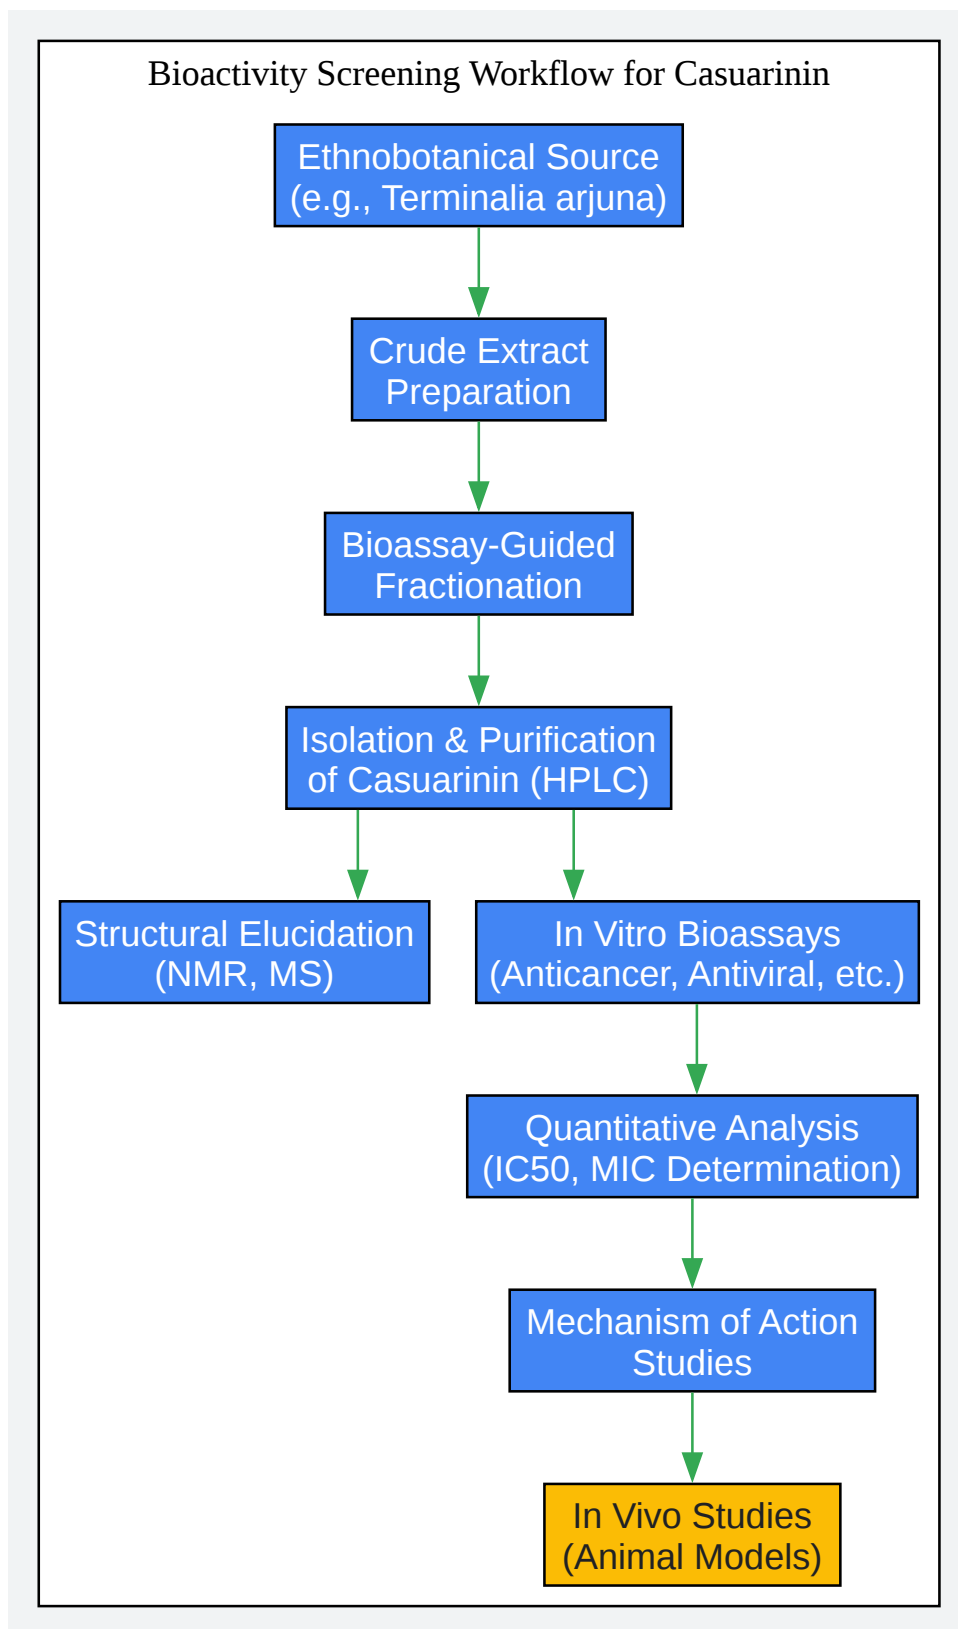 Bioactivity Screening Workflow for Casuarinin
Ethnobotanical Source
(e.g., Terminalia arjuna)
Crude Extract
Preparation
Bioassay-Guided
Fractionation
Isolation & Purification
of Casuarinin (HPLC)
Structural Elucidation
(NMR, MS)
In Vitro Bioassays
(Anticancer, Antiviral, etc.)
Quantitative Analysis
(IC50, MIC Determination)
Mechanism of Action
Studies
In Vivo Studies
(Animal Models)